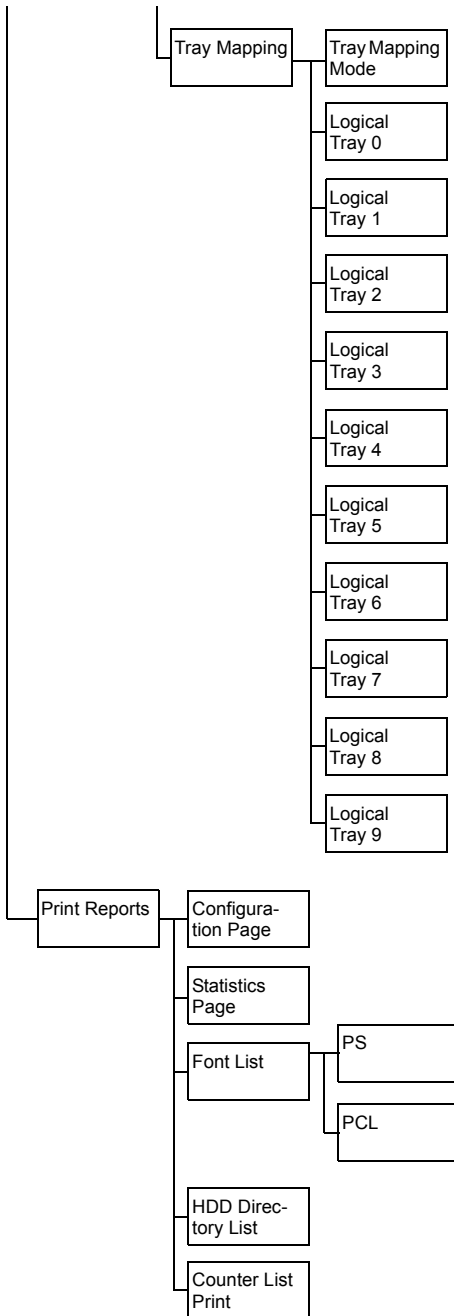 Tray Mapping
Tray Mapping
Mode
Logical
Tray 0
Logical
Tray 1
Logical
Tray 2
Logical
Tray 3
Logical
Tray 4
Logical
Tray 5
Logical
Tray 6
Logical
Tray 7
Logical
Tray 8
Logical
Tray 9
Print Reports
Configura-
tion Page
Statistics
Page
Font List
PS
PCL
HDD Direc-
tory List
Counter List
Print